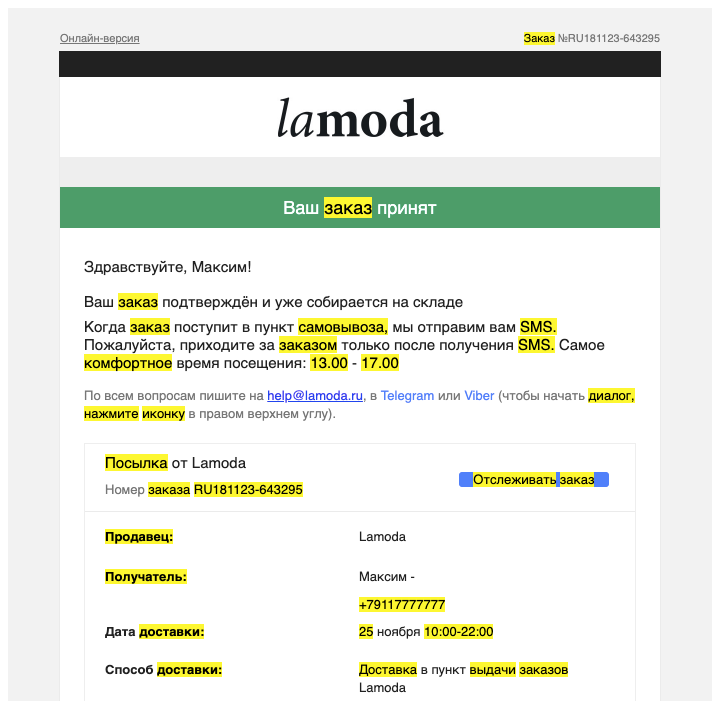 Онлайн-версия
Заказ №RU181123-643295
lamoda
Ваш заказ принят
Здравствуйте, Максим!
Ваш заказ подтверждён и уже собирается на складе
Когда заказ поступит в пункт самовывоза, мы отправим вам SMS.
Пожалуйста, приходите за заказом только после получения SMS. Самое
комфортное время посещения: 13.00 - 17.00
По всем вопросам пишите на help@lamoda.ru, в Telegram или Viber (чтобы начать диалог,
нажмите иконку в правом верхнем углу).
Посылка от Lamoda
Номер заказа RU181123-643295
Отслеживать заказ
Продавец: Lamoda
Получатель: Максим -
+79117777777
Дата доставки: 25 ноября 10:00-22:00
Способ доставки: Доставка в пункт выдачи заказов
Lamoda